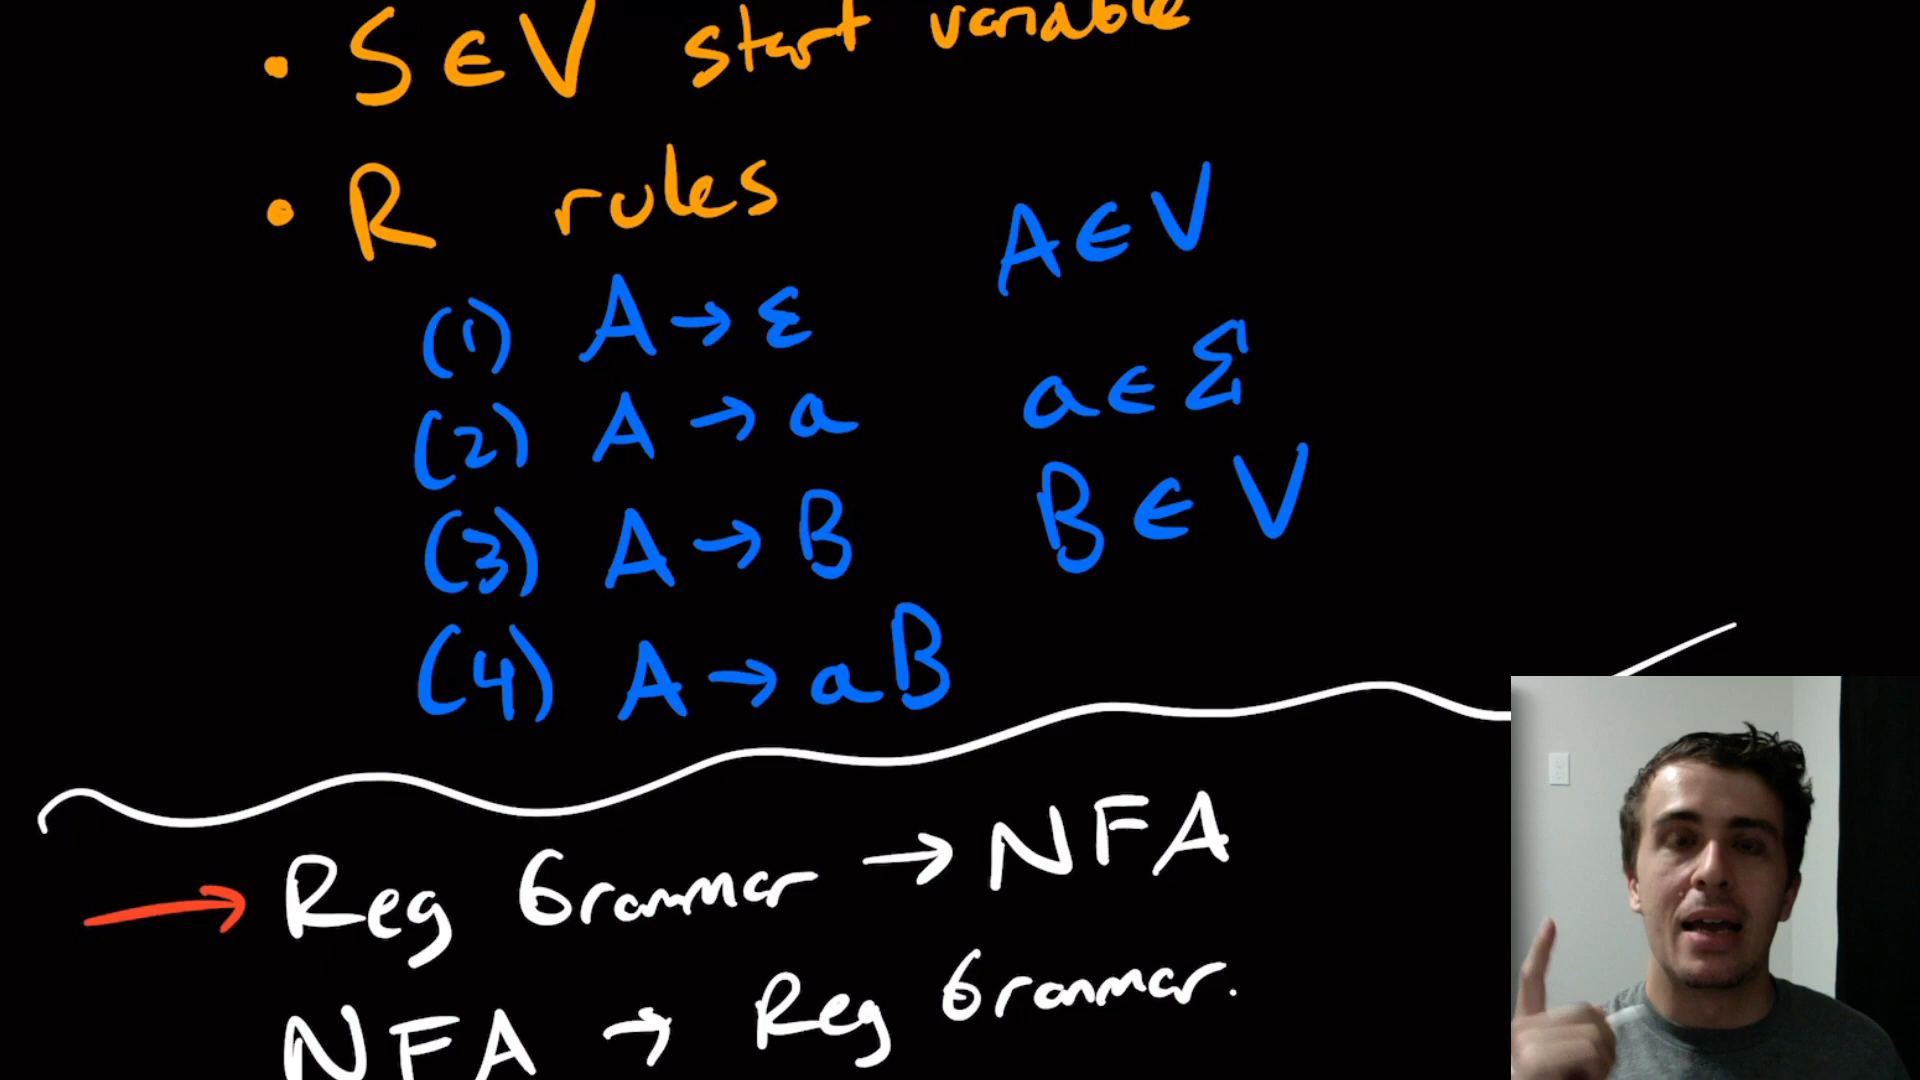 • S ∈ V start variable
• R rules
A ∈ V
(1) A → ε
a ∈ Σ
(2) A → a
B ∈ V
(3) A → B
(4) A → aB
→ Reg Grammar → NFA
NFA → Reg Grammar.